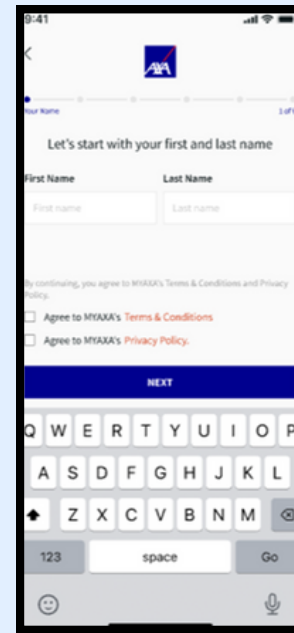 9:41
AXA
Your Name
1 of
Let's start with your first and last name
First Name Last Name
First name Last name
By continuing, you agree to MYAXA's Terms & Conditions and Privacy
Policy.
Agree to MYAXA's Terms & Conditions
Agree to MYAXA's Privacy Policy.
NEXT
Q W E R T Y U I O P
A S D F G H J K L
Z X C V B N M
123 space Go